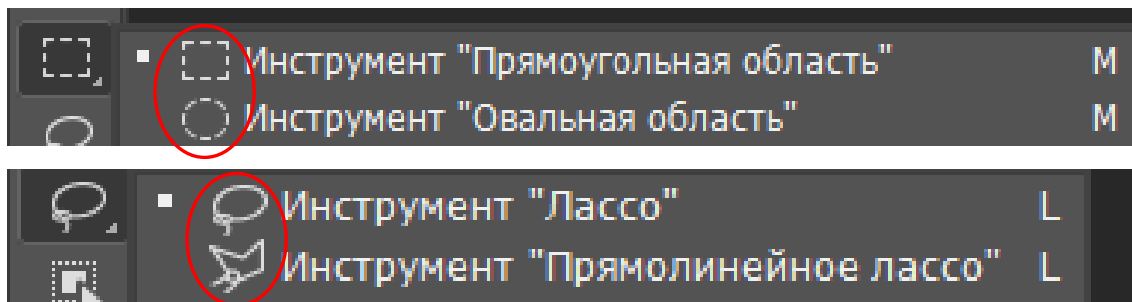 Инструмент "Прямоугольная область" M
Инструмент "Овальная область" M
Инструмент "Лассо" L
Инструмент "Прямолинейное лассо" L